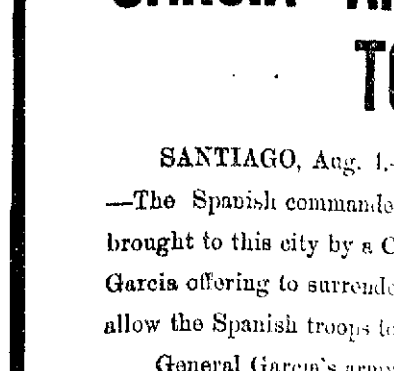 TO
SANTIAGO, Aug. 1.
—The Spanish commande
brought to this city by a C
Garcia offering to surrende
allow the Spanish troops to
General Garcia's army